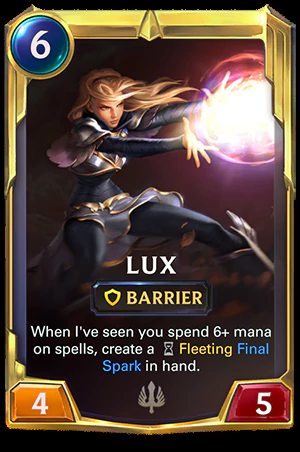 6
LUX
BARRIER
When I've seen you spend 6+ mana
on spells, create a Fleeting Final
Spark in hand.
4
5